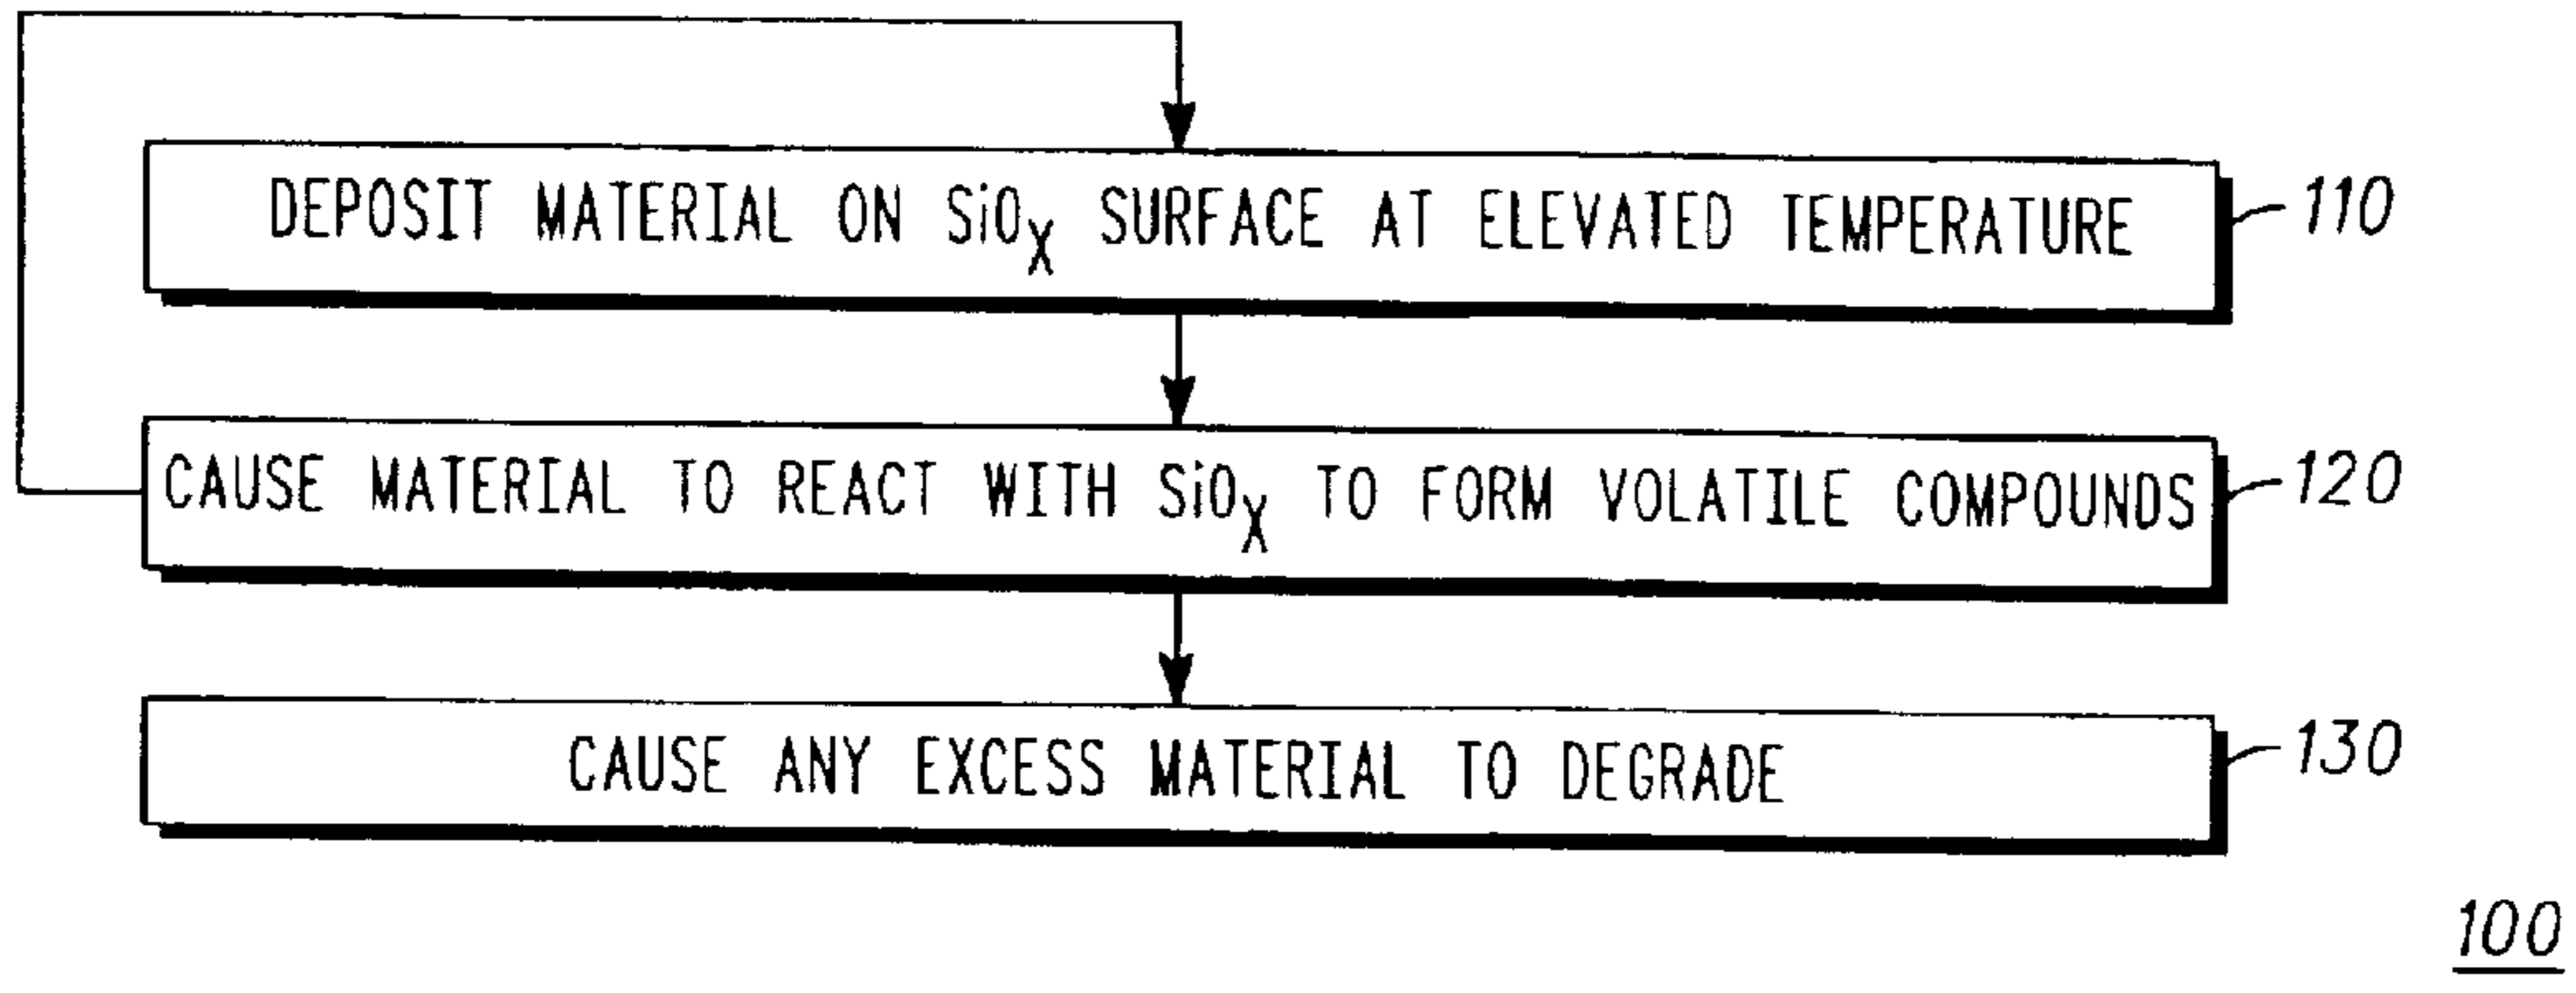 DEPOSIT MATERIAL ON SiOX SURFACE AT ELEVATED TEMPERATURE
110
CAUSE MATERIAL TO REACT WITH SiOX TO FORM VOLATILE COMPOUNDS
120
CAUSE ANY EXCESS MATERIAL TO DEGRADE
130
100